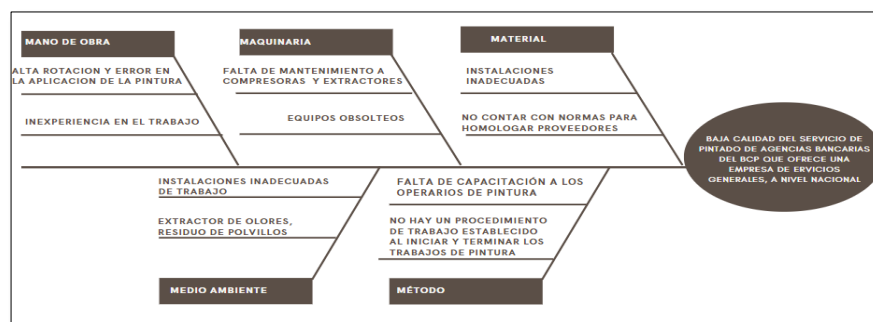 MANO DE OBRA
MAQUINARIA
MATERIAL
ALTA ROTACION Y ERROR EN
LA APLICACION DE LA PINTURA
INEXPERIENCIA EN EL TRABAJO
FALTA DE MANTENIMIENTO A
COMPRESORAS Y EXTRACTORES
EQUIPOS OBSOLTEOS
INSTALACIONES
INADECUADAS
NO CONTAR CON NORMAS PARA
HOMOLOGAR PROVEEDORES
BAJA CALIDAD DEL SERVICIO DE
PINTADO DE AGENCIAS BANCARIAS
DEL BCP QUE OFRECE UNA
EMPRESA DE ERVICIOS
GENERALES, A NIVEL NACIONAL
INSTALACIONES INADECUADAS
DE TRABAJO
EXTRACTOR DE OLORES,
RESIDUO DE POLVILLOS
FALTA DE CAPACITACIÓN A LOS
OPERARIOS DE PINTURA
NO HAY UN PROCEDIMIENTO
DE TRABAJO ESTABLECIDO
AL INICIAR Y TERMINAR LOS
TRABAJOS DE PINTURA
MEDIO AMBIENTE
MÉTODO